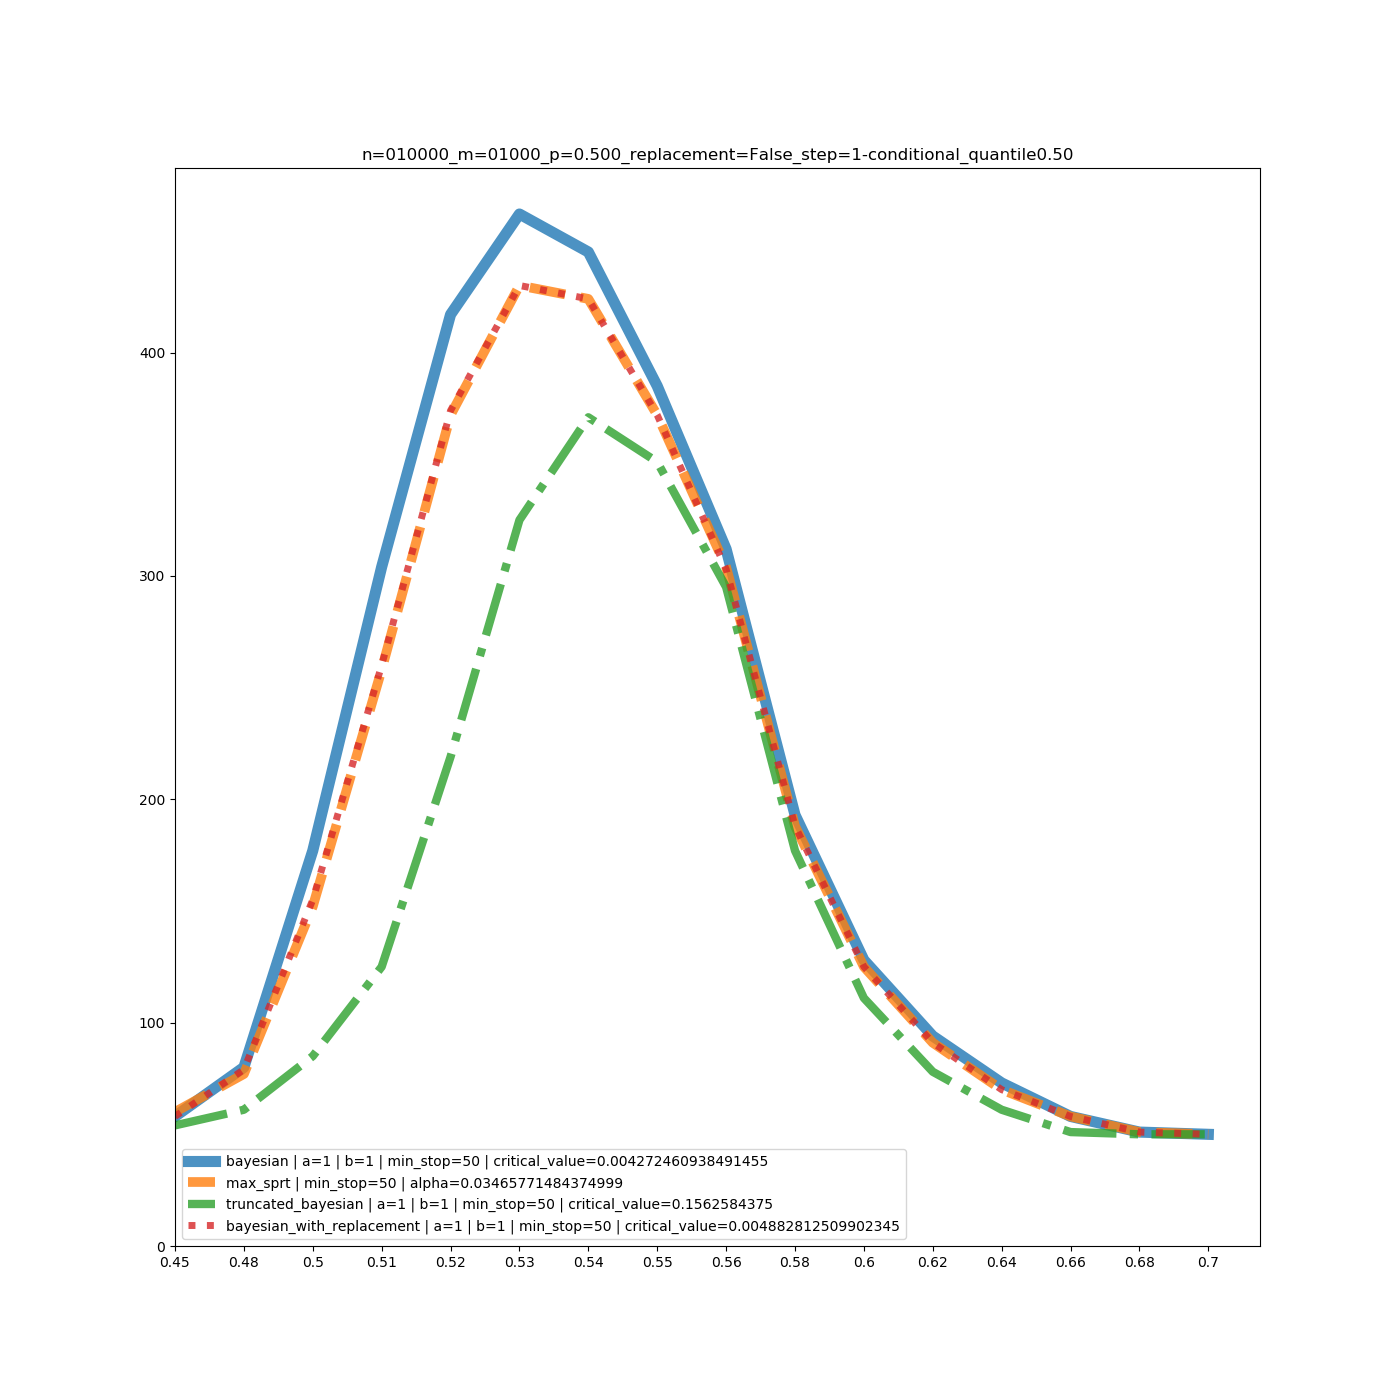 n=010000_m=01000_p=0.500_replacement=False_step=1-conditional_quantile0.50
400
300
200
100
0
bayesian | a=1 | b=1 | min_stop=50 | critical_value=0.004272460938491455
max_sprt | min_stop=50 | alpha=0.03465771484374999
truncated_bayesian | a=1 | b=1 | min_stop=50 | critical_value=0.1562584375
bayesian_with_replacement | a=1 | b=1 | min_stop=50 | critical_value=0.004882812509902345
0.45 0.48 0.5 0.51 0.52 0.53 0.54 0.55 0.56 0.58 0.6 0.62 0.64 0.66 0.68 0.7